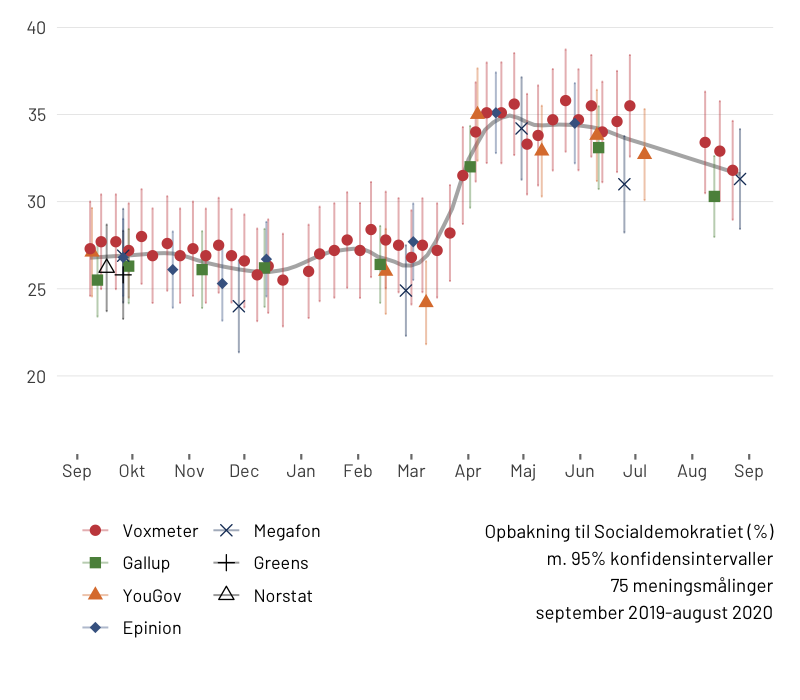 40
35
30
25
20
Sep Okt Nov Dec Jan Feb Mar Apr Maj Jun Jul Aug Sep
Voxmeter Megafon
Gallup Greens
YouGov Norstat
Epinion
Opbakning til Socialdemokratiet (%)
m. 95% konfidensintervaller
75 meningsmålinger
september 2019-august 2020